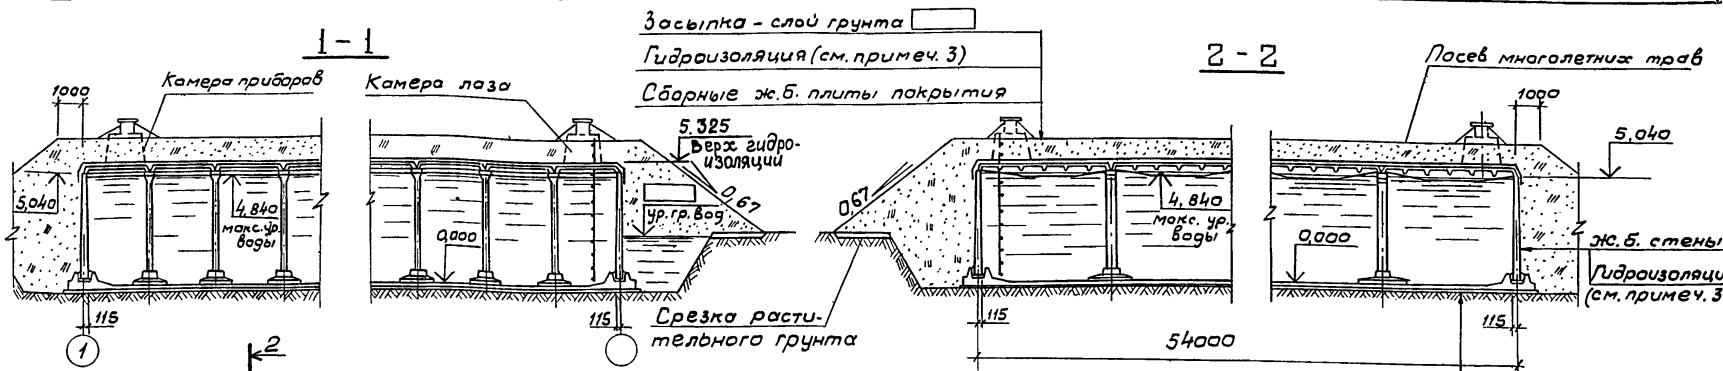 1-1
Камера приборов
1000
5,040
4,840
макс. ур.
воды
115
1
2
Камера лаза
0,000
115
5.325
Верх гидро-
изоляции
0,67
ур. гр. вод
Засыпка - слой грунта
Гидроизоляция (см. примеч. 3)
Сборные ж.б. плиты покрытия
Срезка расти-
тельного грунта
2-2
0,67
4,840
макс. ур.
воды
115
54000
Посев многолетних трав
1000
5,040
0,000
ж.б. стены
Гидроизоляци
(см. примеч. 3
115